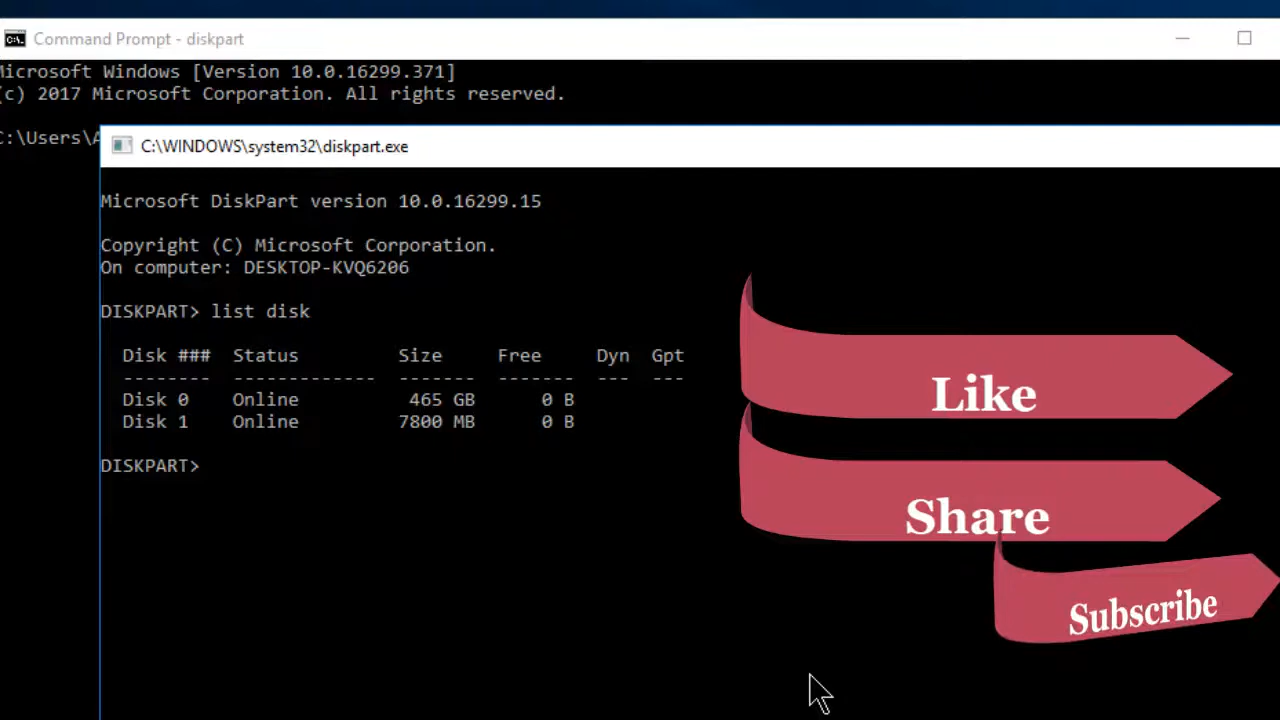 Command Prompt - diskpart
Microsoft Windows [Version 10.0.16299.371]
(c) 2017 Microsoft Corporation. All rights reserved.
C:\Users\A
C:\WINDOWS\system32\diskpart.exe
Microsoft DiskPart version 10.0.16299.15
Copyright (C) Microsoft Corporation.
On computer: DESKTOP-KVQ6206
DISKPART> list disk
Disk ###  Status         Size     Free     Dyn  Gpt
--------  -------------  -------  -------  ---  ---
Disk 0    Online          465 GB      0 B
Disk 1    Online         7800 MB      0 B
DISKPART>
Like
Share
Subscribe